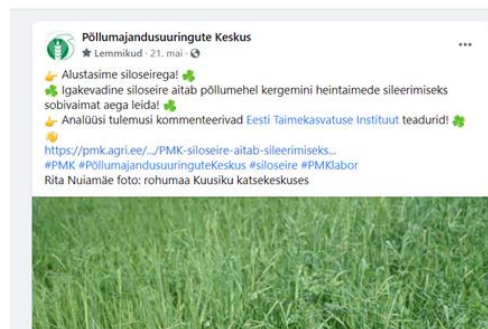 Põllumajandusuuringute Keskus
Lemmikud · 21. mai ·
👉 Alustasime siloseirega! 🍀
🍀 Igakevadine siloseire aitab põllumehel kergemini heintaimede sileerimiseks
sobivaimat aega leida! 🍀
👉 Analüüsi tulemusi kommenteerivad Eesti Taimekasvatuse Instituut teadurid! 🍀
👋
https://pmk.agri.ee/.../PMK-siloseire-aitab-sileerimiseks...
#PMK #PõllumajandusuuringuteKeskus #siloseire #PMKlabor
Rita Nuiamäe foto: rohumaa Kuusiku katsekeskuses